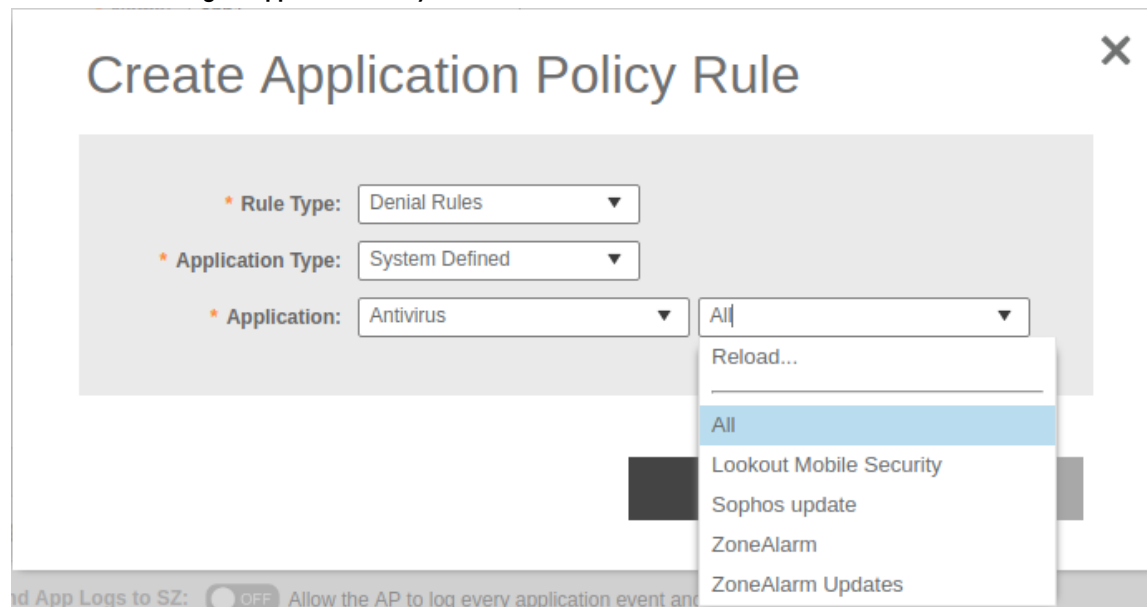 Create Application Policy Rule
* Rule Type: Denial Rules
* Application Type: System Defined
* Application: Antivirus All
Reload...
All
Lookout Mobile Security
Sophos update
ZoneAlarm
ZoneAlarm Updates
nd App Logs to SZ: OFF Allow the AP to log every application event and